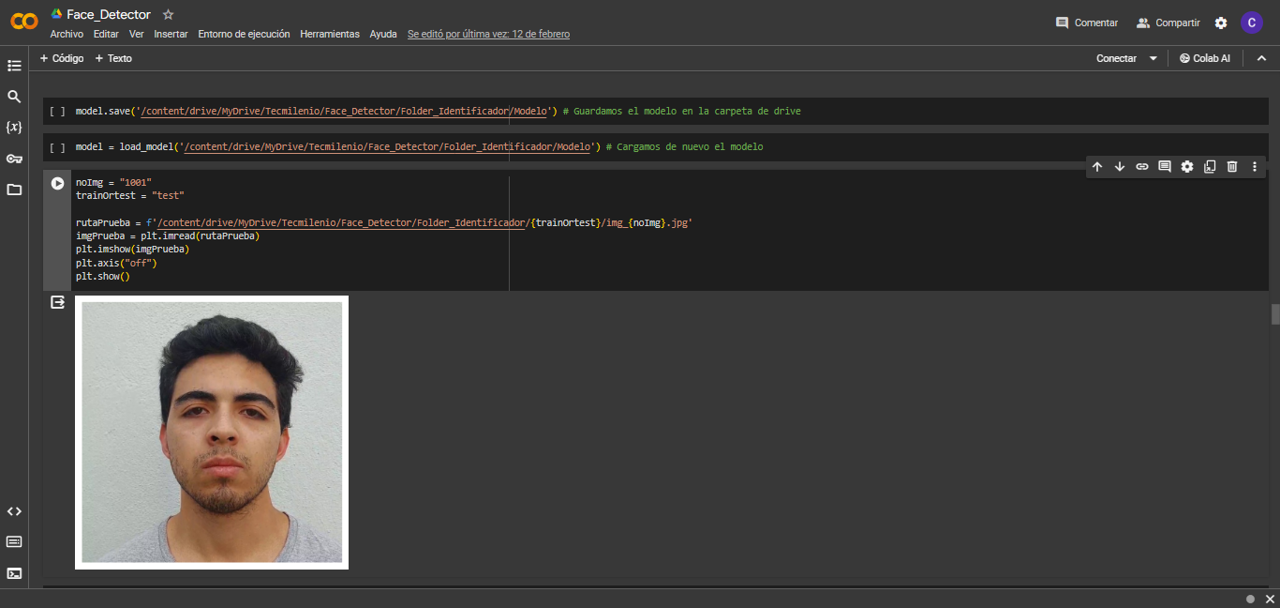 Face_Detector
Archivo Editar Ver Insertar Entorno de ejecución Herramientas Ayuda Se editó por última vez: 12 de febrero
Comentar Compartir C
+ Código + Texto
Conectar Colab AI
[ ] model.save('/content/drive/MyDrive/Tecmilenio/Face_Detector/Folder_Identificador/Modelo') # Guardamos el modelo en la carpeta de drive
[ ] model = load_model('/content/drive/MyDrive/Tecmilenio/Face_Detector/Folder_Identificador/Modelo') # Cargamos de nuevo el modelo
noImg = "1001"
trainOrtest = "test"
rutaPrueba = f'/content/drive/MyDrive/Tecmilenio/Face_Detector/Folder_Identificador/{trainOrtest}/img_{noImg}.jpg'
imgPrueba = plt.imread(rutaPrueba)
plt.imshow(imgPrueba)
plt.axis("off")
plt.show()